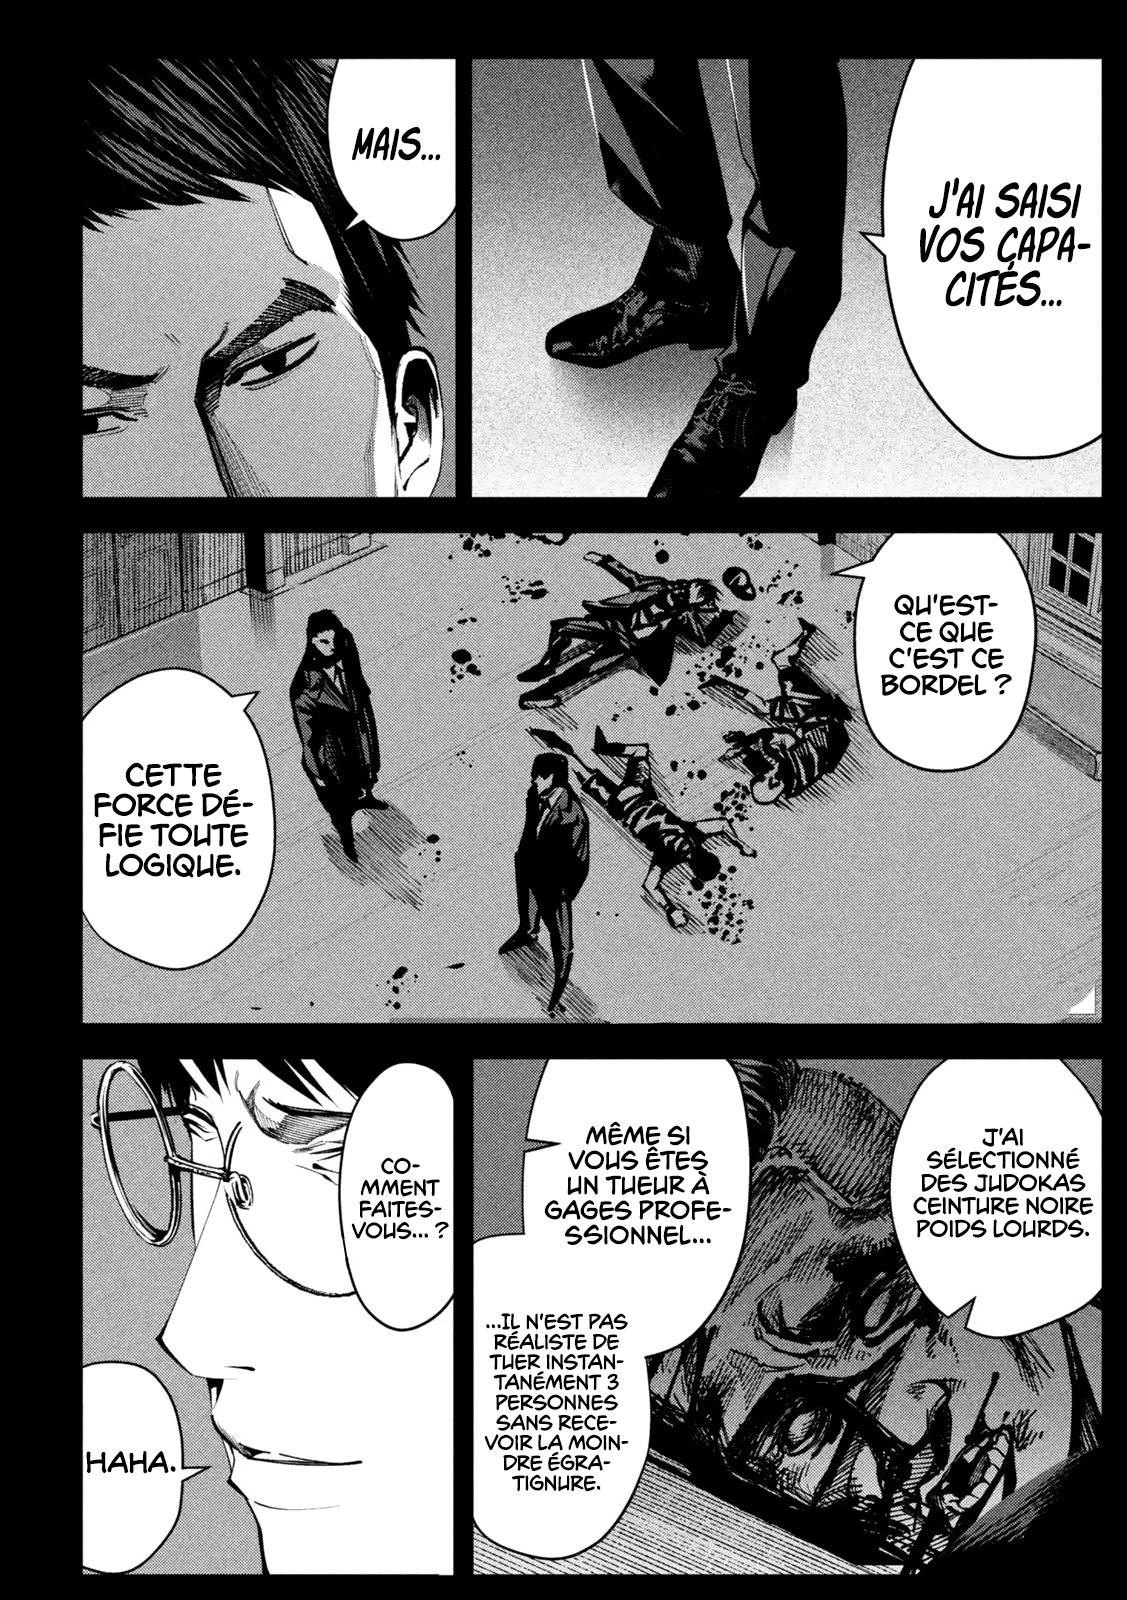 J'AI SAISI
VOS CAPA-
CITÉS...
MAIS...
QU'EST-
CE QUE
C'EST CE
BORDEL ?
CETTE
FORCE DÉ-
FIE TOUTE
LOGIQUE.
J'AI
SÉLECTIONNÉ
DES JUDOKAS
CEINTURE NOIRE
POIDS LOURDS.
MÊME SI
VOUS ÊTES
UN TUEUR À
GAGES PROFE-
SSIONNEL...
...IL N'EST PAS
RÉALISTE DE
TUER INSTAN-
TANÉMENT 3
PERSONNES
SANS RECE-
VOIR LA MOIN-
DRE ÉGRA-
TIGNURE.
CO-
MMENT
FAITES-
VOUS... ?
HAHA.